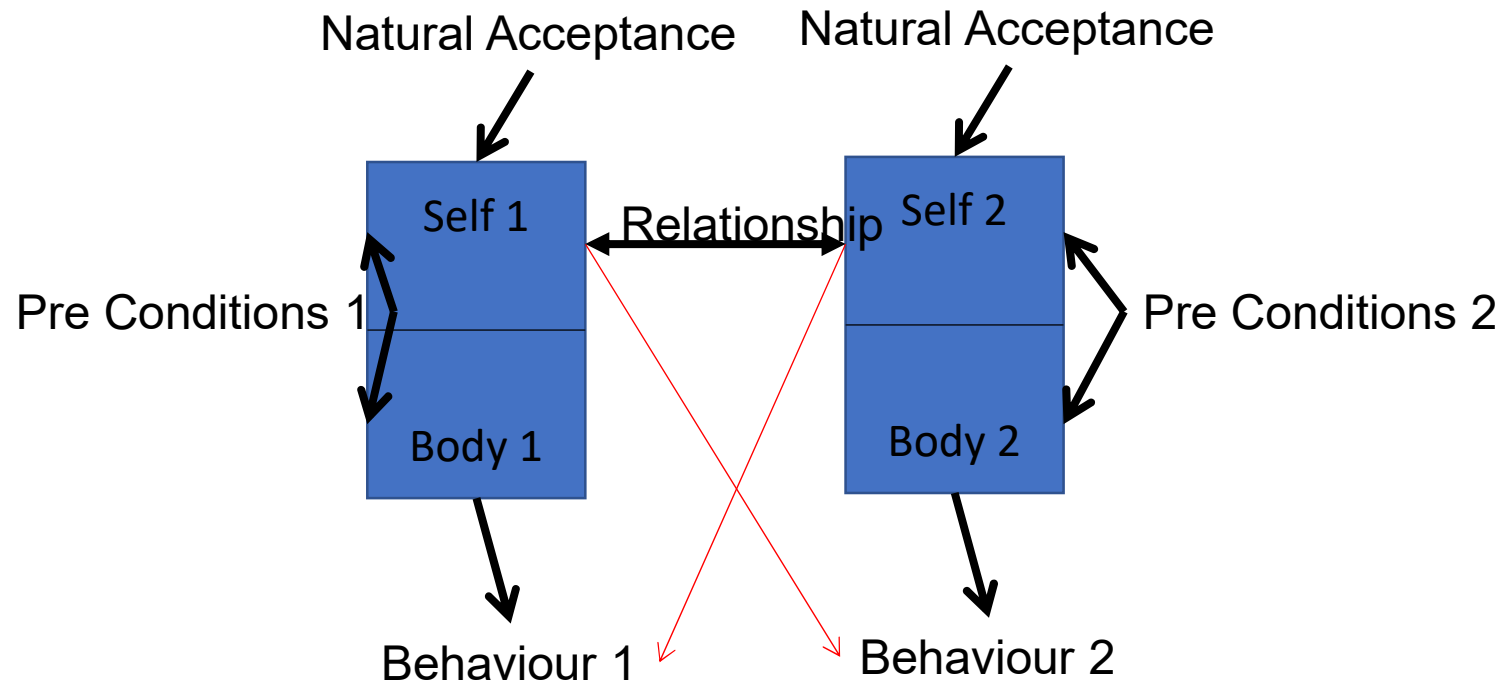 Natural Acceptance
Natural Acceptance
Self 1
Relationship
Self 2
Pre Conditions 1
Pre Conditions 2
Body 1
Body 2
Behaviour 1
Behaviour 2